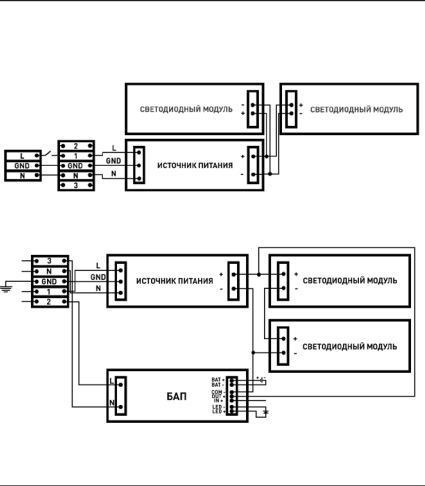 СВЕТОДИОДНЫЙ МОДУЛЬ
-
+
+
-
СВЕТОДИОДНЫЙ МОДУЛЬ
L
GND
N
2
1
GND
N
3
L
GND
N
ИСТОЧНИК ПИТАНИЯ
+
-
3
N
GND
1
2
L
GND
N
ИСТОЧНИК ПИТАНИЯ
+
-
+
-
СВЕТОДИОДНЫЙ МОДУЛЬ
+
-
СВЕТОДИОДНЫЙ МОДУЛЬ
L
N
БАП
BAT +
BAT -
COM -
OUT +
IN +
LED -
LED +
+ -